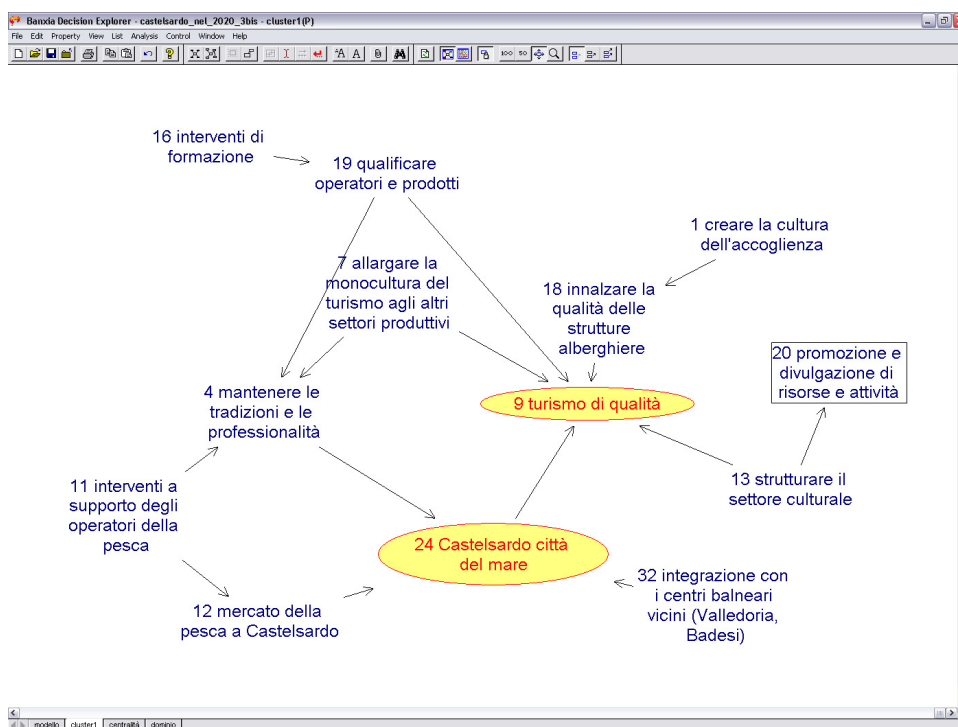 Banxia Decision Explorer - castelsardo_nel_2020_3bis - cluster1(P)
File Edit Property View List Analysis Control Window Help
100 50
16 interventi di
formazione
19 qualificare
operatori e prodotti
1 creare la cultura
dell'accoglienza
7 allargare la
monocultura del
turismo agli altri
settori produttivi
18 innalzare la
qualità delle
strutture
alberghiere
20 promozione e
divulgazione di
risorse e attività
4 mantenere le
tradizioni e le
professionalità
9 turismo di qualità
11 interventi a
supporto degli
operatori della
pesca
13 strutturare il
settore culturale
24 Castelsardo città
del mare
32 integrazione con
i centri balneari
vicini (Valledoria,
Badesi)
12 mercato della
pesca a Castelsardo
modello cluster1 centralità dominio